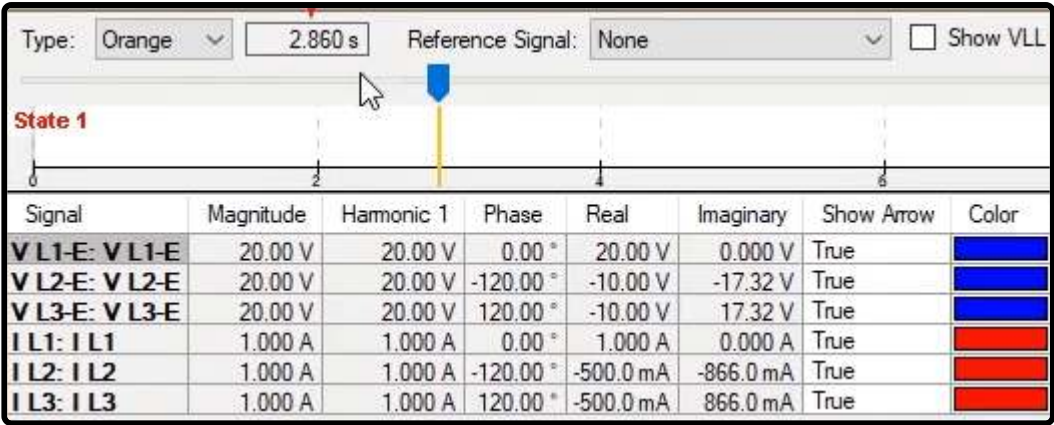 Type: Orange 2.860 s Reference Signal: None Show VLL
State 1
0 2 4 6
Signal Magnitude Harmonic 1 Phase Real Imaginary Show Arrow Color
V L1-E: V L1-E 20.00 V 20.00 V 0.00 ° 20.00 V 0.000 V True
V L2-E: V L2-E 20.00 V 20.00 V -120.00 ° -10.00 V -17.32 V True
V L3-E: V L3-E 20.00 V 20.00 V 120.00 ° -10.00 V 17.32 V True
I L1: I L1 1.000 A 1.000 A 0.00 ° 1.000 A 0.000 A True
I L2: I L2 1.000 A 1.000 A -120.00 ° -500.0 mA -866.0 mA True
I L3: I L3 1.000 A 1.000 A 120.00 ° -500.0 mA 866.0 mA True